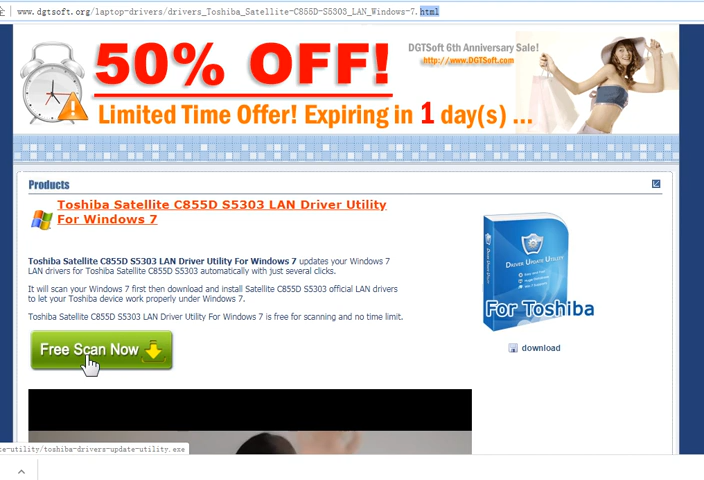 www.dgtsoft.org/laptop-drivers/drivers_Toshiba_Satellite-C855D-S5303_LAN_Windows-7.html
50% OFF!
DGTSoft 6th Anniversary Sale!
http://www.DGTSoft.com
Limited Time Offer! Expiring in 1 day(s) ...
Products
Toshiba Satellite C855D S5303 LAN Driver Utility
For Windows 7
Toshiba Satellite C855D S5303 LAN Driver Utility For Windows 7 updates your Windows 7
LAN drivers for Toshiba Satellite C855D S5303 automatically with just several clicks.
It will scan your Windows 7 first then download and install Satellite C855D S5303 official LAN drivers
to let your Toshiba device work properly under Windows 7.
Toshiba Satellite C855D S5303 LAN Driver Utility For Windows 7 is free for scanning and no time limit.
Free Scan Now
DRIVER UPDATE UTILITY
For Toshiba
download
te-utility/toshiba-drivers-update-utility.exe